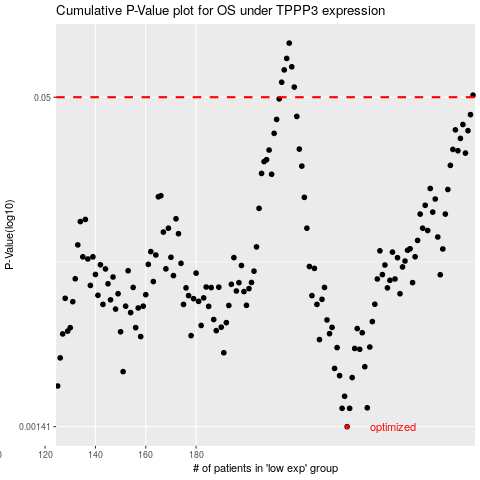 Cumulative P-Value plot for OS under TPPP3 expression
0.05
P-Value(log10)
optimized
0.00141
0 120 140 160 180
# of patients in 'low exp' group